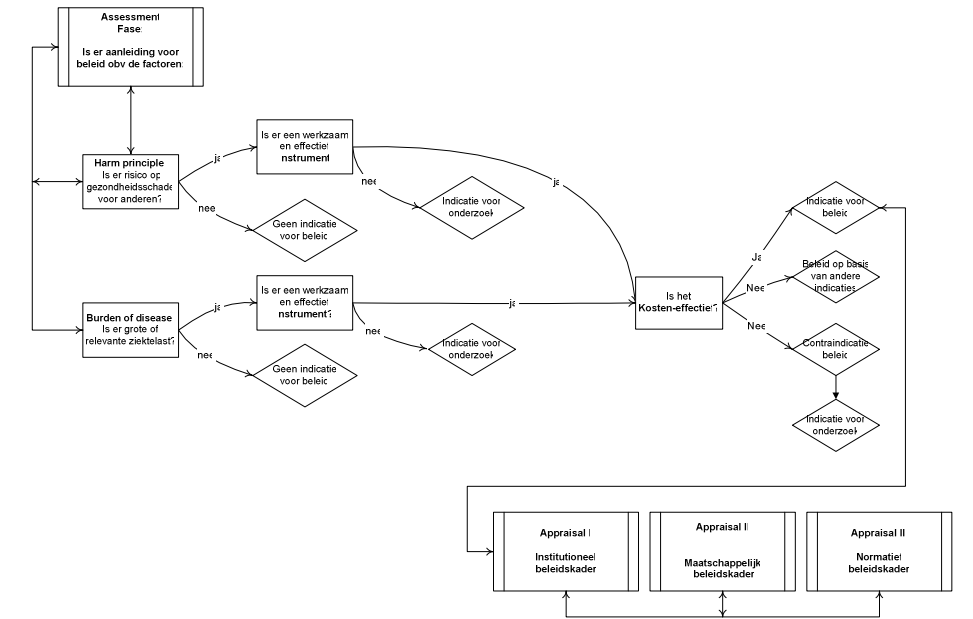 Assessment
Fase:
Is er aanleiding voor
beleid obv de factoren:
Harm principle
Is er risico op
gezondheidsschade
voor anderen?
ja
nee
Is er een werkzaam
en effectief
nstrument
ja
nee
Geen indicatie
voor beleid
Indicatie voor
onderzoek
Burden of disease
Is er grote of
relevante ziektelast?
ja
nee
Is er een werkzaam
en effectief
nstrument?
ja
nee
Geen indicatie
voor beleid
Indicatie voor
onderzoek
Is het
Kosten-effectief?
Ja
Nee
Nee
Indicatie voor
beleid
Beleid op basis
van andere
indicaties
Contraindicatie
beleid
Indicatie voor
onderzoek
Appraisal I
Institutioneel
beleidskader
Appraisal II
Maatschappelijk
beleidskader
Appraisal II
Normatief
beleidskader